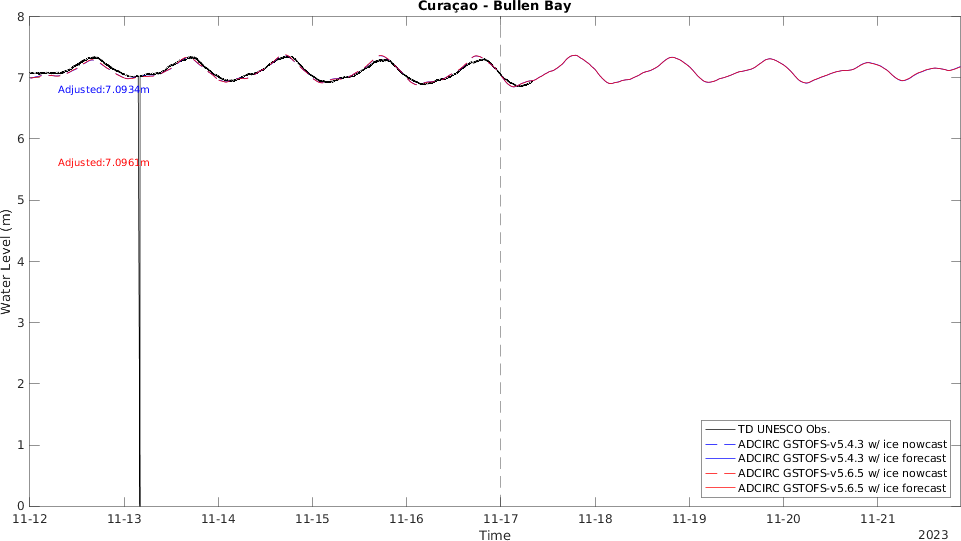 Curaçao - Bullen Bay
8
7
6
5
4
3
2
1
0
Water Level (m)
Adjusted:7.0934m
Adjusted:7.0961m
TD UNESCO Obs.
ADCIRC GSTOFS-v5.4.3 w/ ice nowcast
ADCIRC GSTOFS-v5.4.3 w/ ice forecast
ADCIRC GSTOFS-v5.6.5 w/ ice nowcast
ADCIRC GSTOFS-v5.6.5 w/ ice forecast
11-12 11-13 11-14 11-15 11-16 11-17 11-18 11-19 11-20 11-21
Time
2023